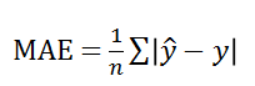 MAE = 1/n Σ|ŷ − y|